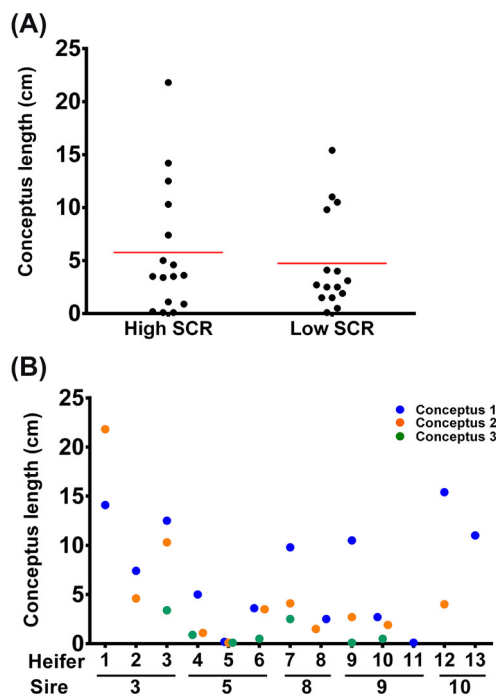 (A)
Conceptus length (cm)
25
20
15
10
5
0
High SCR Low SCR
(B)
Conceptus length (cm)
25
20
15
10
5
0
Conceptus 1
Conceptus 2
Conceptus 3
Heifer 1 2 3 4 5 6 7 8 9 10 11 12 13
Sire 3 5 8 9 10